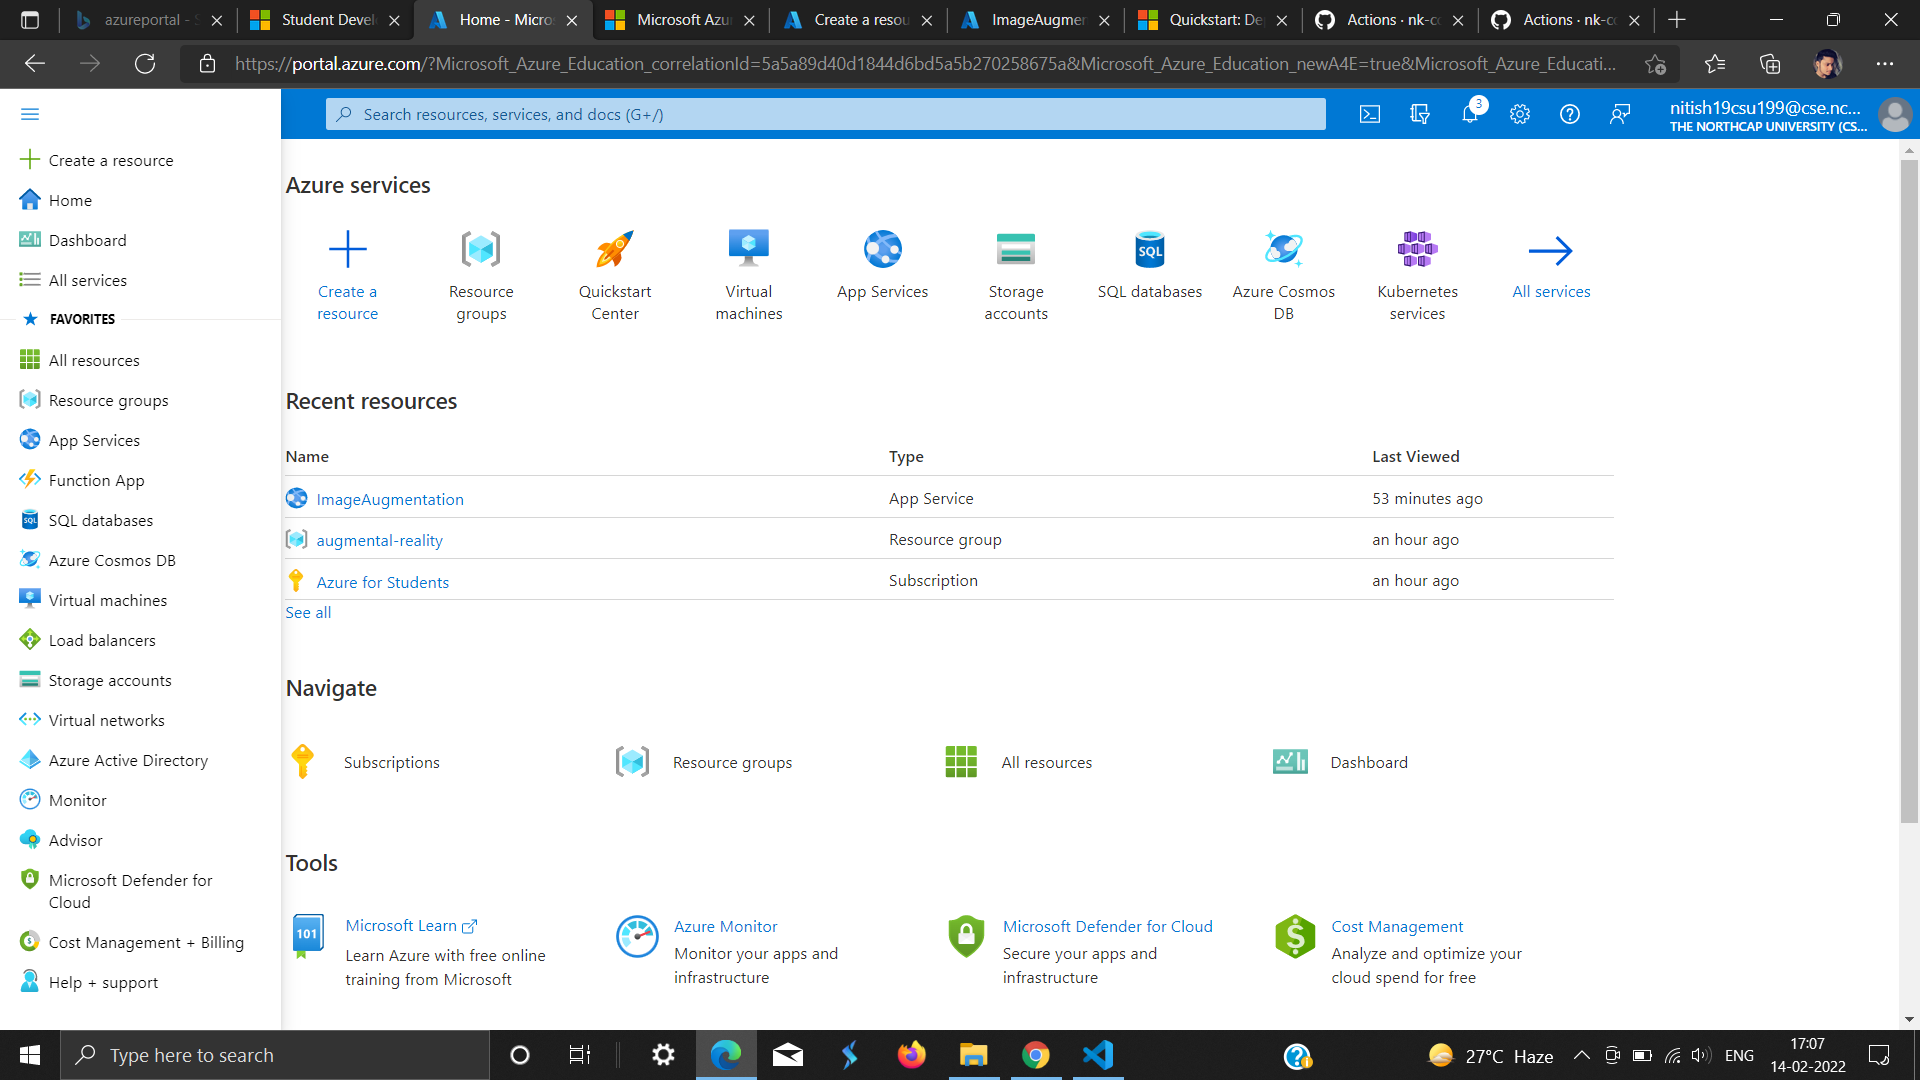 azureportal - S
Student Devel
Home - Micros
Microsoft Azur
Create a resou
ImageAugmen
Quickstart: De
Actions · nk-co
Actions · nk-co
https://portal.azure.com/?Microsoft_Azure_Education_correlationId=5a5a89d40d1844d6bd5a5b270258675a&Microsoft_Azure_Education_newA4E=true&Microsoft_Azure_Educati...
Search resources, services, and docs (G+/)
3
nitish19csu199@cse.nc...
THE NORTHCAP UNIVERSITY (CS...
Create a resource
Home
Dashboard
All services
FAVORITES
All resources
Resource groups
App Services
Function App
SQL databases
Azure Cosmos DB
Virtual machines
Load balancers
Storage accounts
Virtual networks
Azure Active Directory
Monitor
Advisor
Microsoft Defender for
Cloud
Cost Management + Billing
Help + support
Azure services
Create a
resource
Resource
groups
Quickstart
Center
Virtual
machines
App Services
Storage
accounts
SQL
SQL databases
Azure Cosmos
DB
Kubernetes
services
All services
Recent resources
Name Type Last Viewed
ImageAugmentation App Service 53 minutes ago
augmental-reality Resource group an hour ago
Azure for Students Subscription an hour ago
See all
Navigate
Subscriptions
Resource groups
All resources
Dashboard
Tools
101
Microsoft Learn
Learn Azure with free online
training from Microsoft
Azure Monitor
Monitor your apps and
infrastructure
Microsoft Defender for Cloud
Secure your apps and
infrastructure
Cost Management
Analyze and optimize your
cloud spend for free
Type here to search
27°C Haze
ENG
17:07
14-02-2022